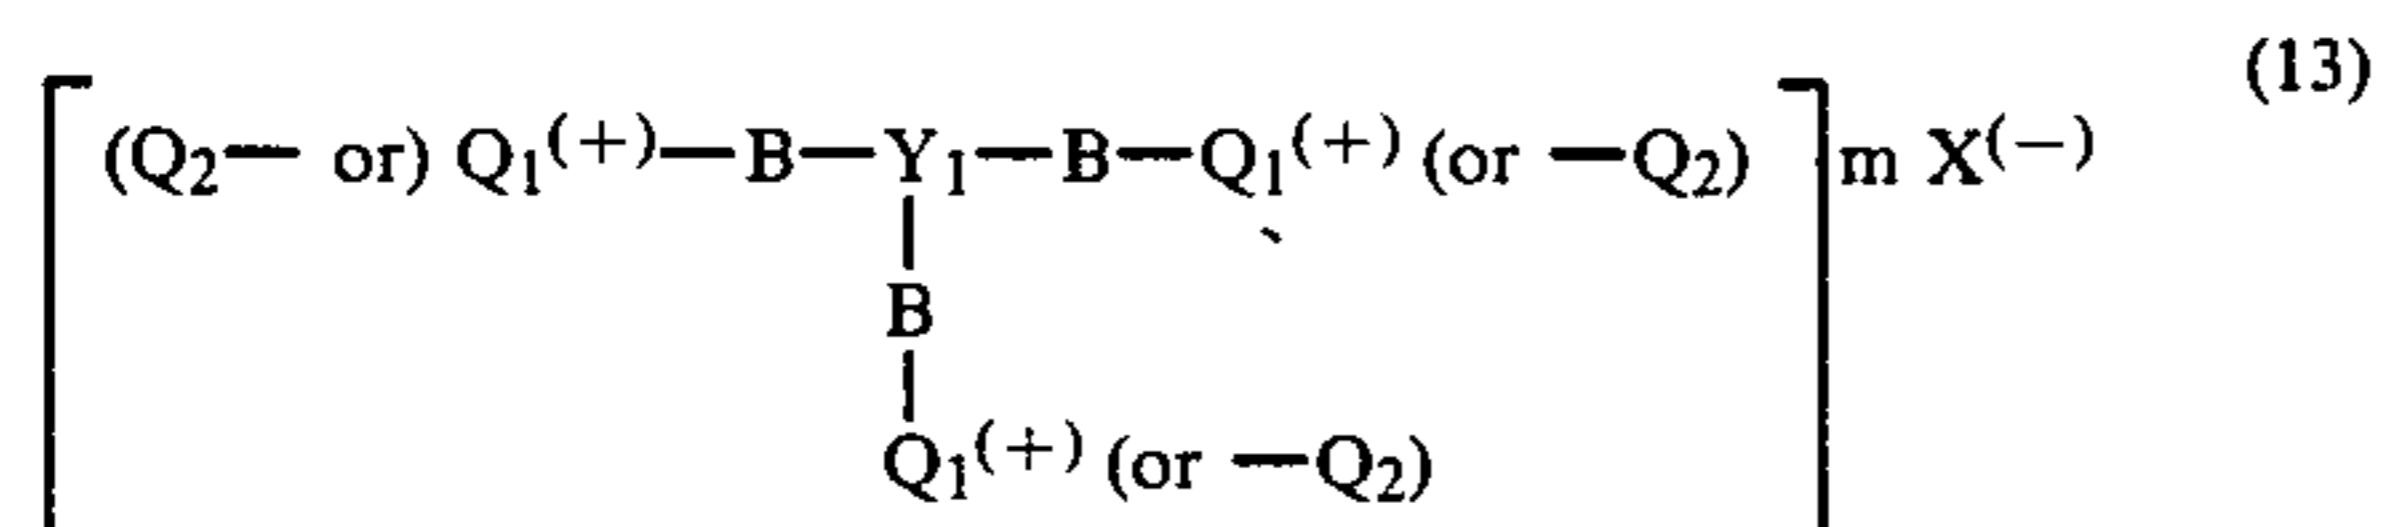 (13)
(Q₂— or) Q₁⁽⁺⁾—B—Y₁—B—Q₁⁽⁺⁾ (or —Q₂) m X⁽⁻⁾
B
Q₁⁽⁺⁾ (or —Q₂)